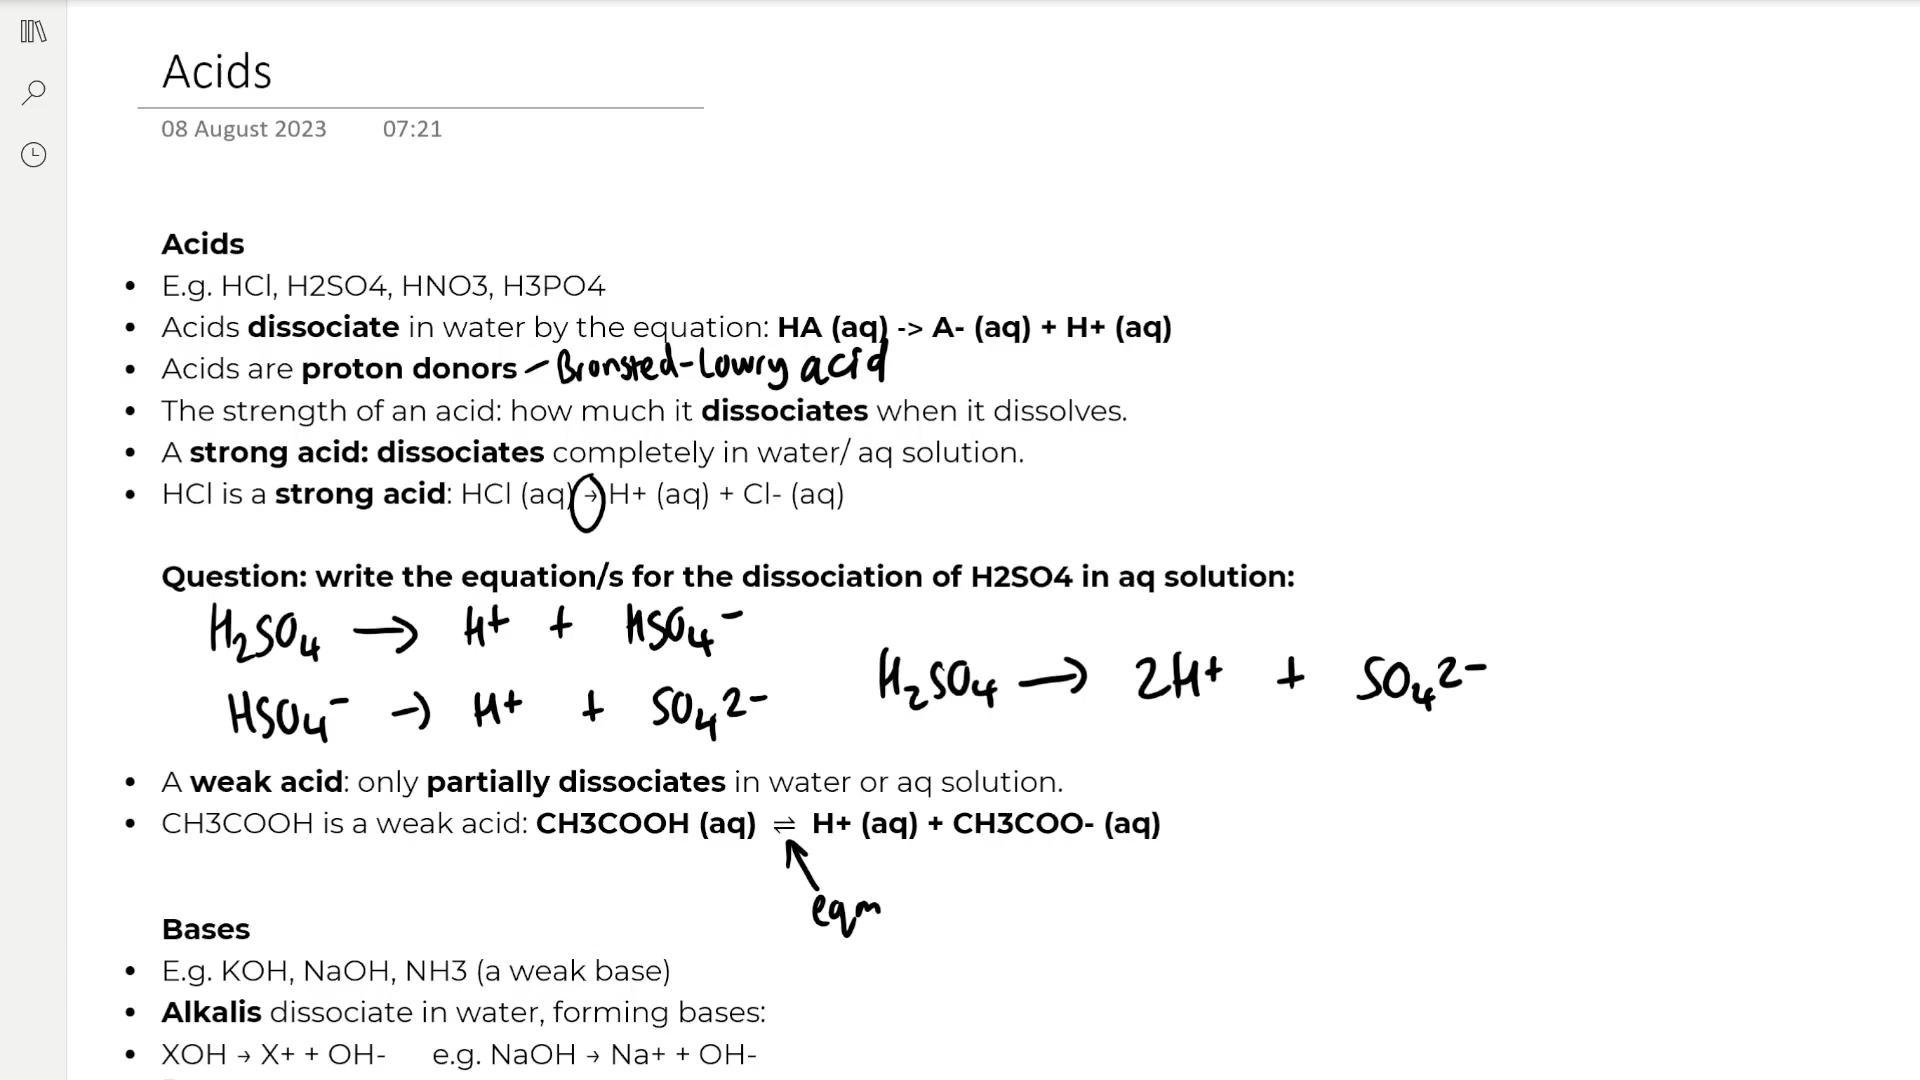 Acids
08 August 2023 07:21
Acids
• E.g. HCl, H2SO4, HNO3, H3PO4
• Acids dissociate in water by the equation: HA (aq) -> A- (aq) + H+ (aq)
• Acids are proton donors – Bronsted-Lowry acid
• The strength of an acid: how much it dissociates when it dissolves.
• A strong acid: dissociates completely in water/ aq solution.
• HCl is a strong acid: HCl (aq) → H+ (aq) + Cl- (aq)
Question: write the equation/s for the dissociation of H2SO4 in aq solution:
H₂SO₄ → H⁺ + HSO₄⁻
HSO₄⁻ → H⁺ + SO₄²⁻
H₂SO₄ → 2H⁺ + SO₄²⁻
• A weak acid: only partially dissociates in water or aq solution.
• CH3COOH is a weak acid: CH3COOH (aq) ⇌ H+ (aq) + CH3COO- (aq)
eqm
Bases
• E.g. KOH, NaOH, NH3 (a weak base)
• Alkalis dissociate in water, forming bases:
• XOH → X+ + OH- e.g. NaOH → Na+ + OH-